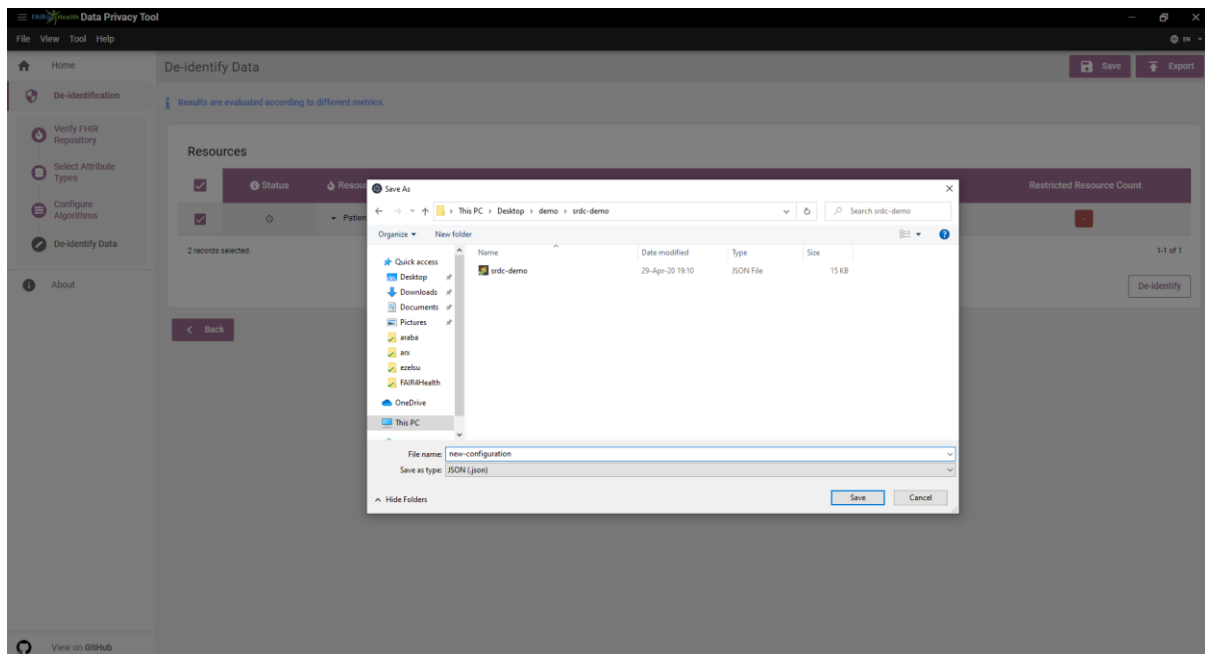 FAIR4Health Data Privacy Tool
File View Tool Help
EN
Home
De-identify Data
Save
Export
De-identification
Results are evaluated according to different metrics.
Verify FHIR
Repository
Select Attribute
Types
Configure
Algorithms
De-identify Data
About
Resources
Status
Restricted Resource Count
2 records selected.
1-1 of 1
De-identify
Back
Save As
This PC > Desktop > demo > srdc-demo
Search srdc-demo
Organize
New folder
Name
Date modified
Type
Size
srdc-demo
29-Apr-20 19:10
JSON File
15 KB
Quick access
Desktop
Downloads
Documents
Pictures
araba
arx
ezelsu
FAIR4Health
OneDrive
This PC
File name: new-configuration
Save as type: JSON (.json)
Hide Folders
Save
Cancel
View on GitHub